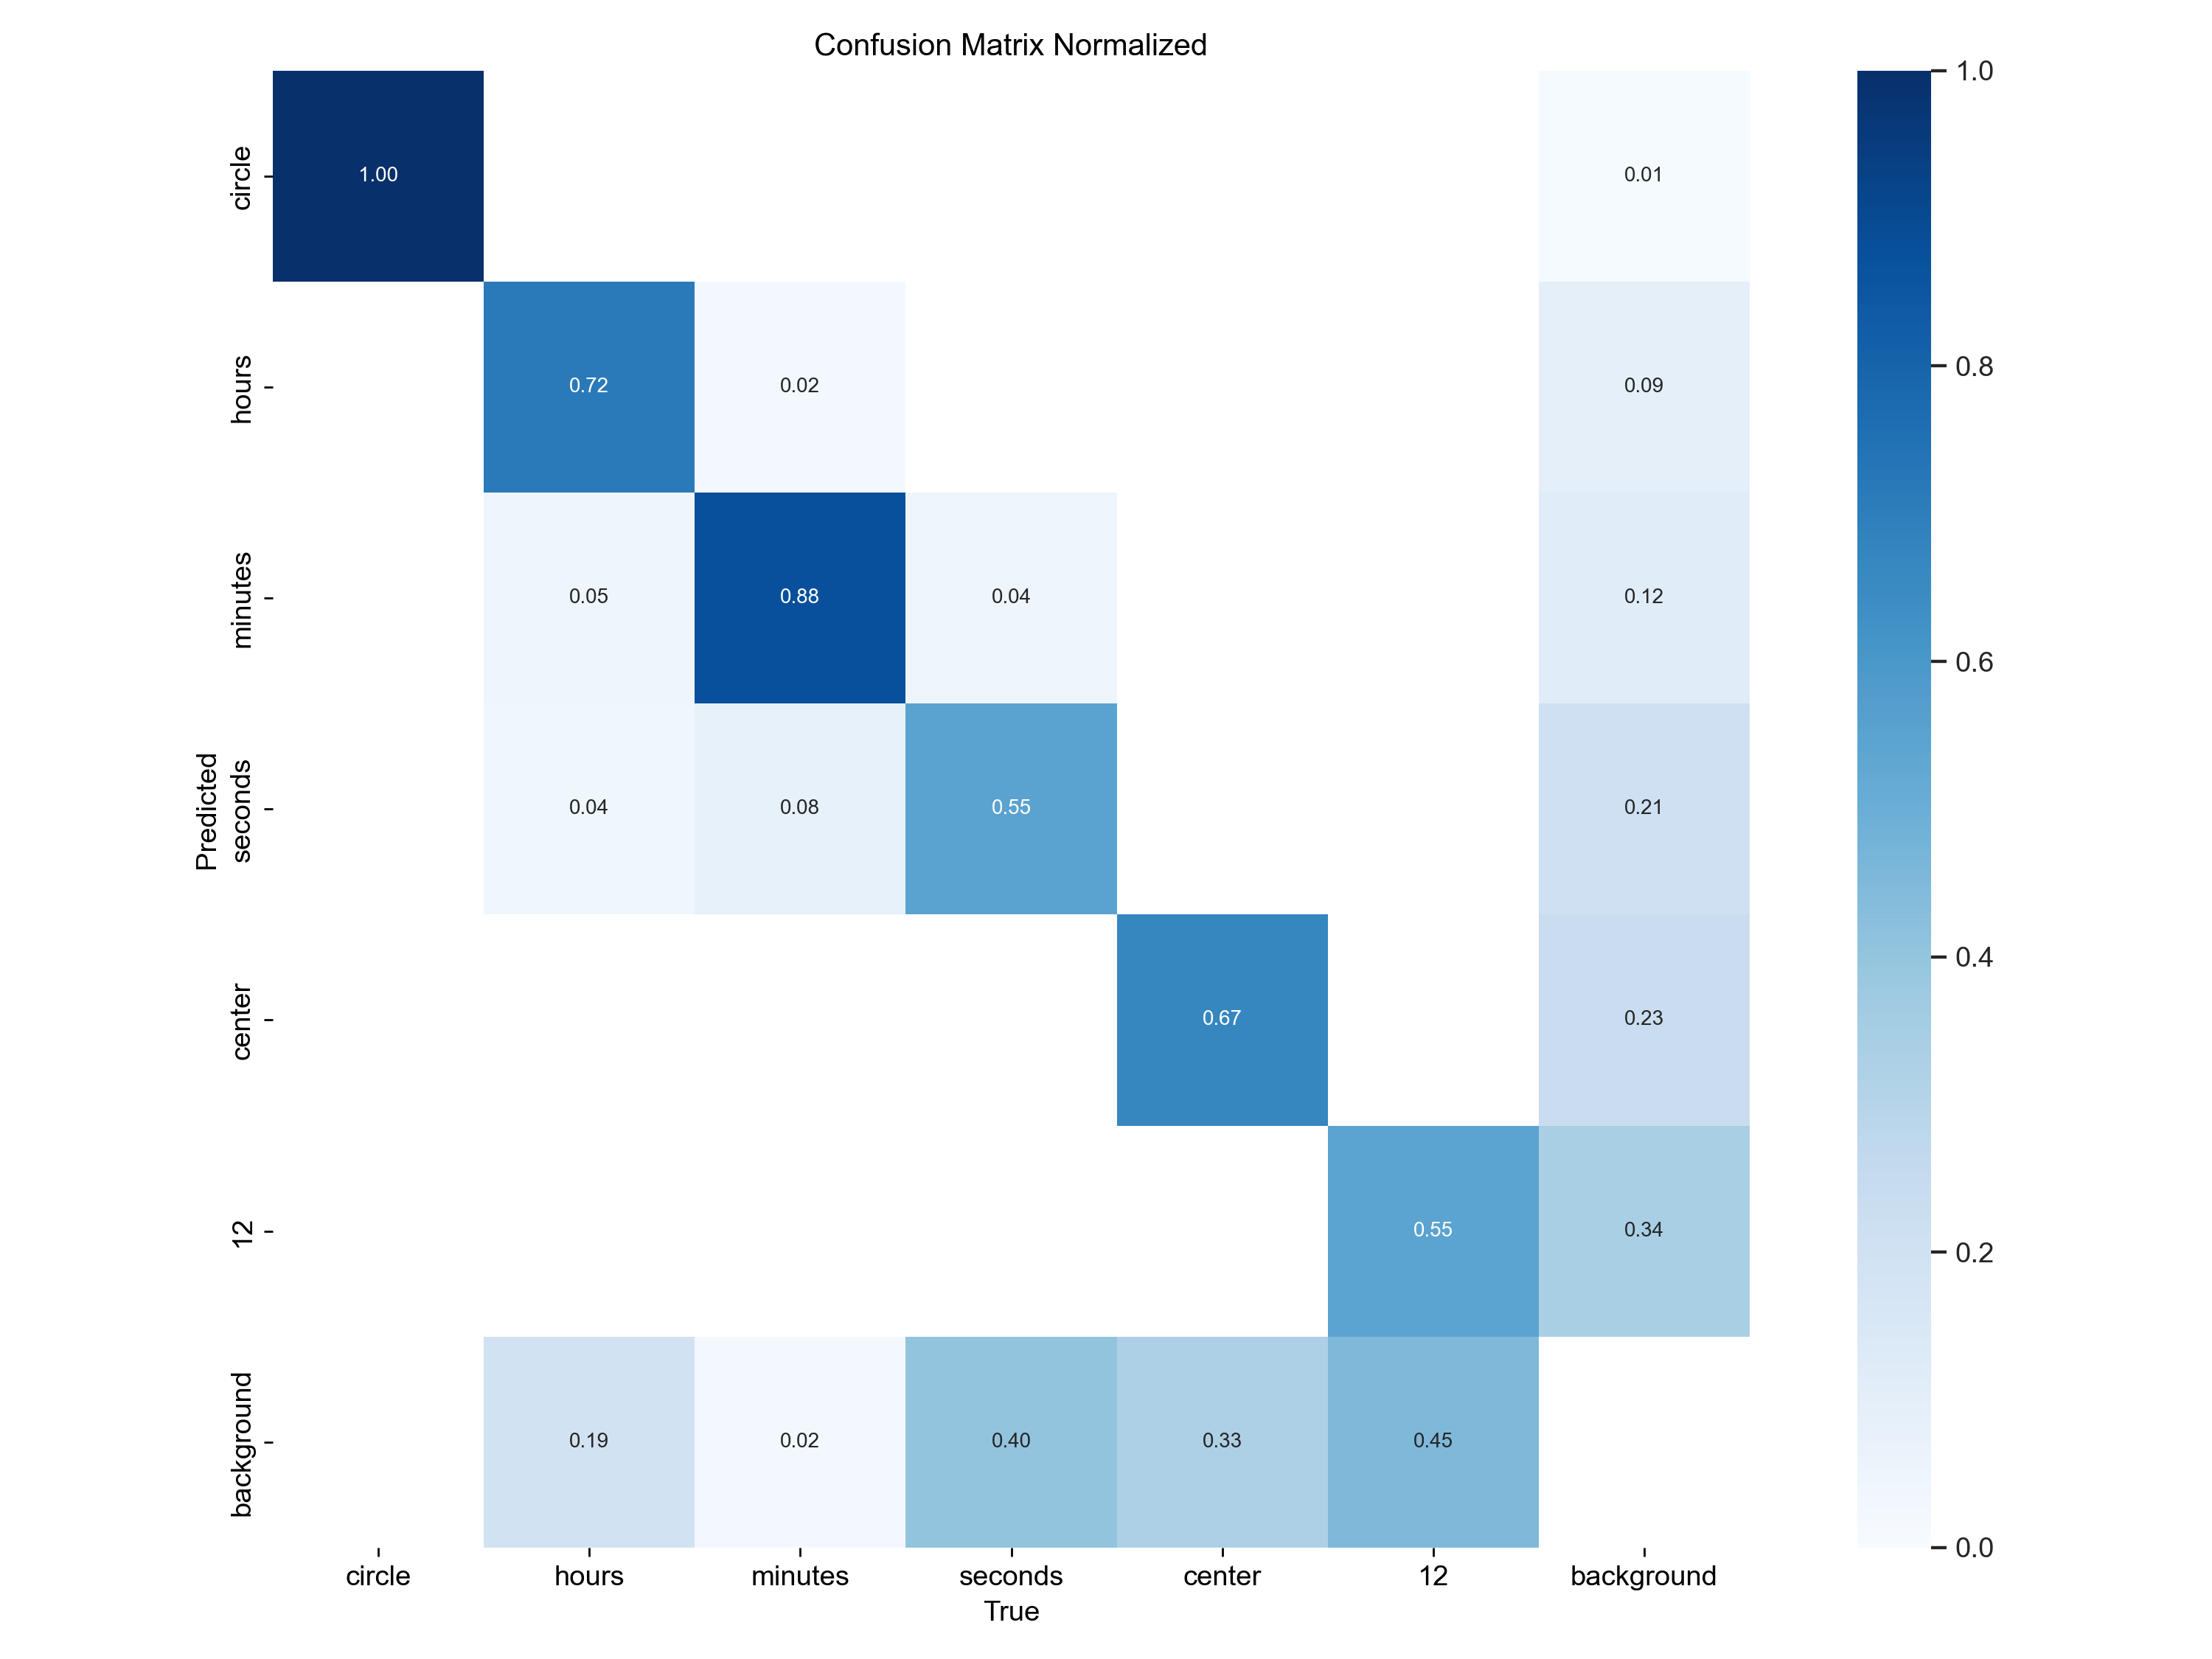 Confusion Matrix Normalized
circle
hours
minutes
seconds
center
12
background
Predicted
1.00
0.01
0.72
0.02
0.09
0.05
0.88
0.04
0.12
0.04
0.08
0.55
0.21
0.67
0.23
0.55
0.34
0.19
0.02
0.40
0.33
0.45
circle
hours
minutes
seconds
center
12
background
True
1.0
0.8
0.6
0.4
0.2
0.0